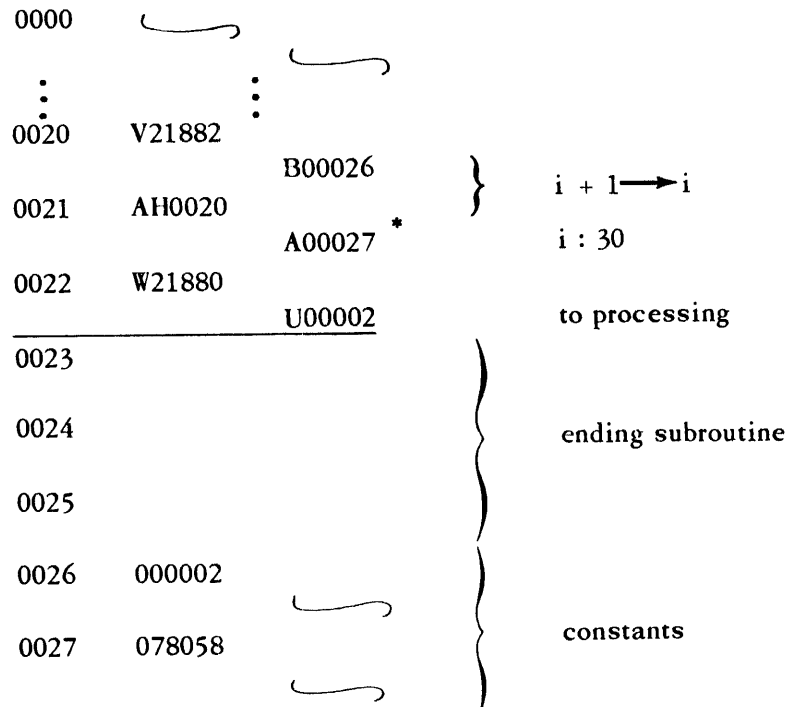 0000
0020 V21882
B00026
i + 1 → i
0021 AH0020
A00027 *
i : 30
0022 W21880
U00002
to processing
0023
0024
ending subroutine
0025
0026 000002
0027 078058
constants